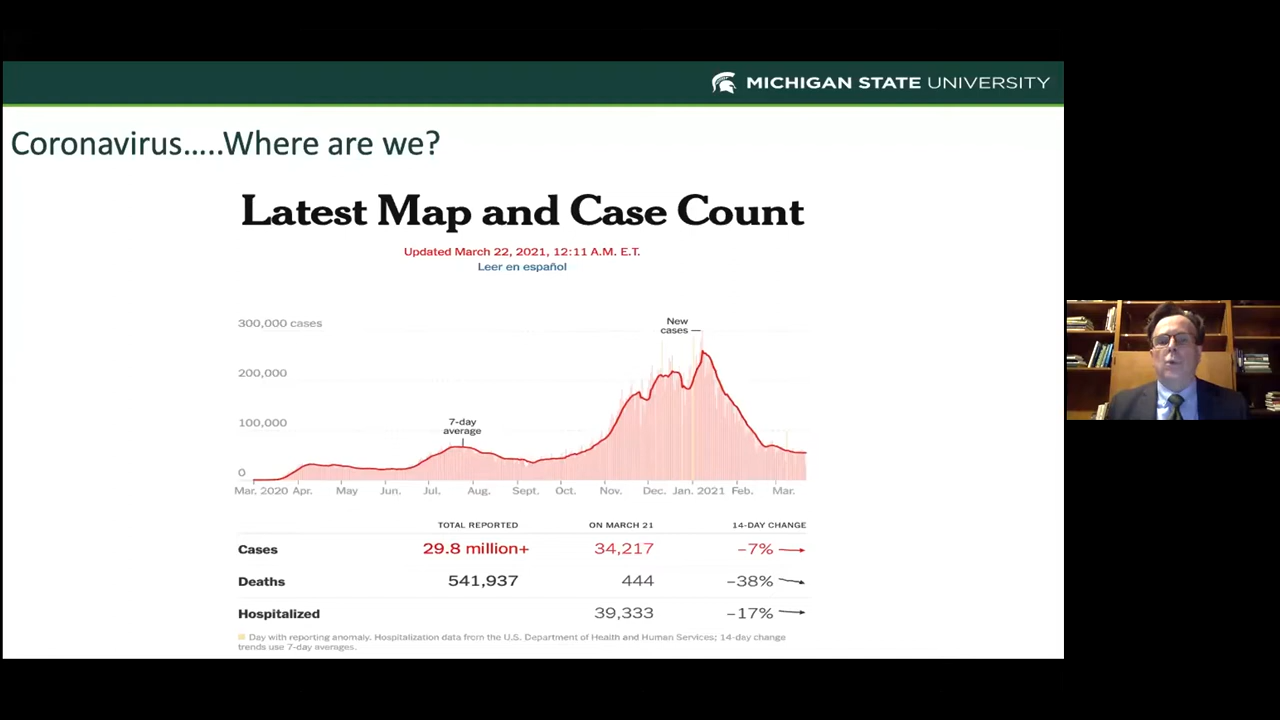 MICHIGAN STATE UNIVERSITY
Coronavirus.....Where are we?
Latest Map and Case Count
Updated March 22, 2021, 12:11 A.M. E.T.
Leer en español
300,000 cases
New
cases
200,000
100,000
7-day
average
0
Mar. 2020 Apr. May Jun. Jul. Aug. Sept. Oct. Nov. Dec. Jan. 2021 Feb. Mar.
TOTAL REPORTED ON MARCH 21 14-DAY CHANGE
Cases 29.8 million+ 34,217 –7%
Deaths 541,937 444 –38%
Hospitalized 39,333 –17%
Day with reporting anomaly. Hospitalization data from the U.S. Department of Health and Human Services; 14-day change
trends use 7-day averages.